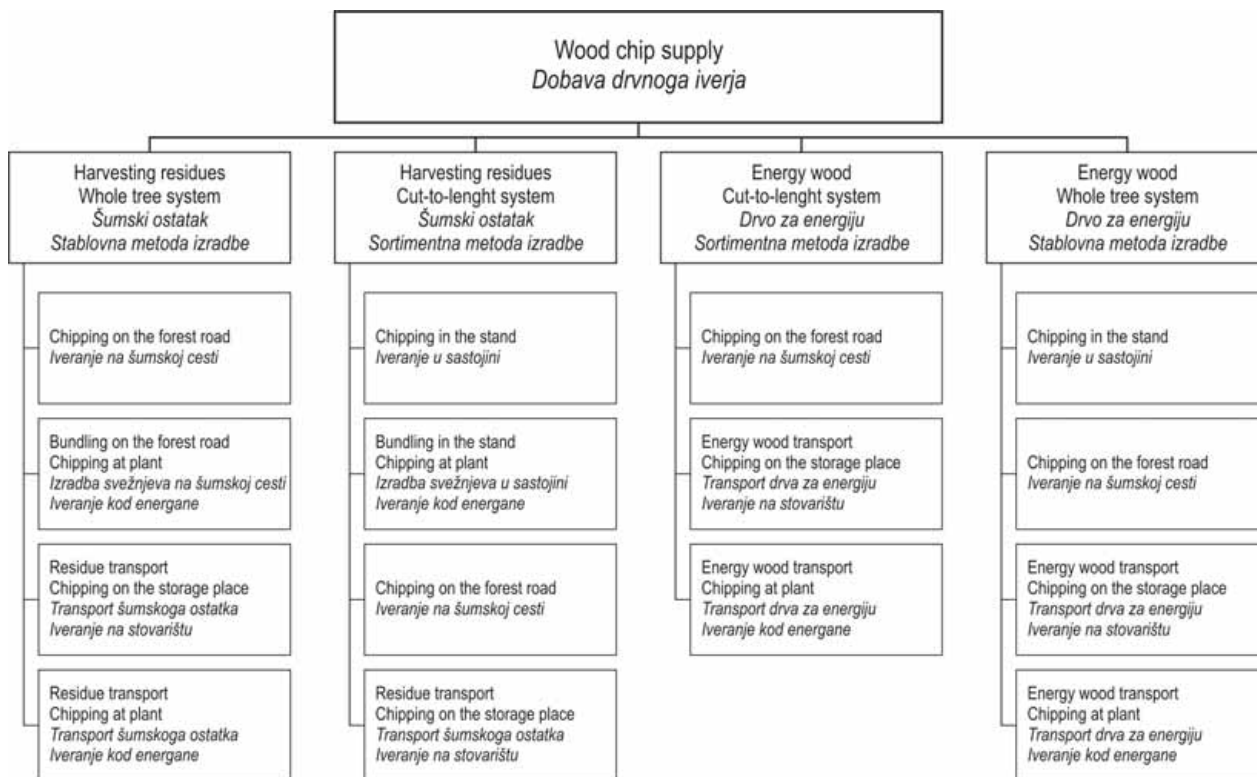 Wood chip supply
Dobava drvnoga iverja
Harvesting residues
Whole tree system
Šumski ostatak
Stablovna metoda izradbe
Chipping on the forest road
Iveranje na šumskoj cesti
Bundling on the forest road
Chipping at plant
Izradba svežnjeva na šumskoj cesti
Iveranje kod energane
Residue transport
Chipping on the storage place
Transport šumskoga ostatka
Iveranje na stovarištu
Residue transport
Chipping at plant
Transport šumskoga ostatka
Iveranje kod energane
Harvesting residues
Cut-to-lenght system
Šumski ostatak
Sortimentna metoda izradbe
Chipping in the stand
Iveranje u sastojini
Bundling in the stand
Chipping at plant
Izradba svežnjeva u sastojini
Iveranje kod energane
Chipping on the forest road
Iveranje na šumskoj cesti
Residue transport
Chipping on the storage place
Transport šumskoga ostatka
Iveranje na stovarištu
Energy wood
Cut-to-lenght system
Drvo za energiju
Sortimentna metoda izradbe
Chipping on the forest road
Iveranje na šumskoj cesti
Energy wood transport
Chipping on the storage place
Transport drva za energiju
Iveranje na stovarištu
Energy wood transport
Chipping at plant
Transport drva za energiju
Iveranje kod energane
Energy wood
Whole tree system
Drvo za energiju
Stablovna metoda izradbe
Chipping in the stand
Iveranje u sastojini
Chipping on the forest road
Iveranje na šumskoj cesti
Energy wood transport
Chipping on the storage place
Transport drva za energiju
Iveranje na stovarištu
Energy wood transport
Chipping at plant
Transport drva za energiju
Iveranje kod energane